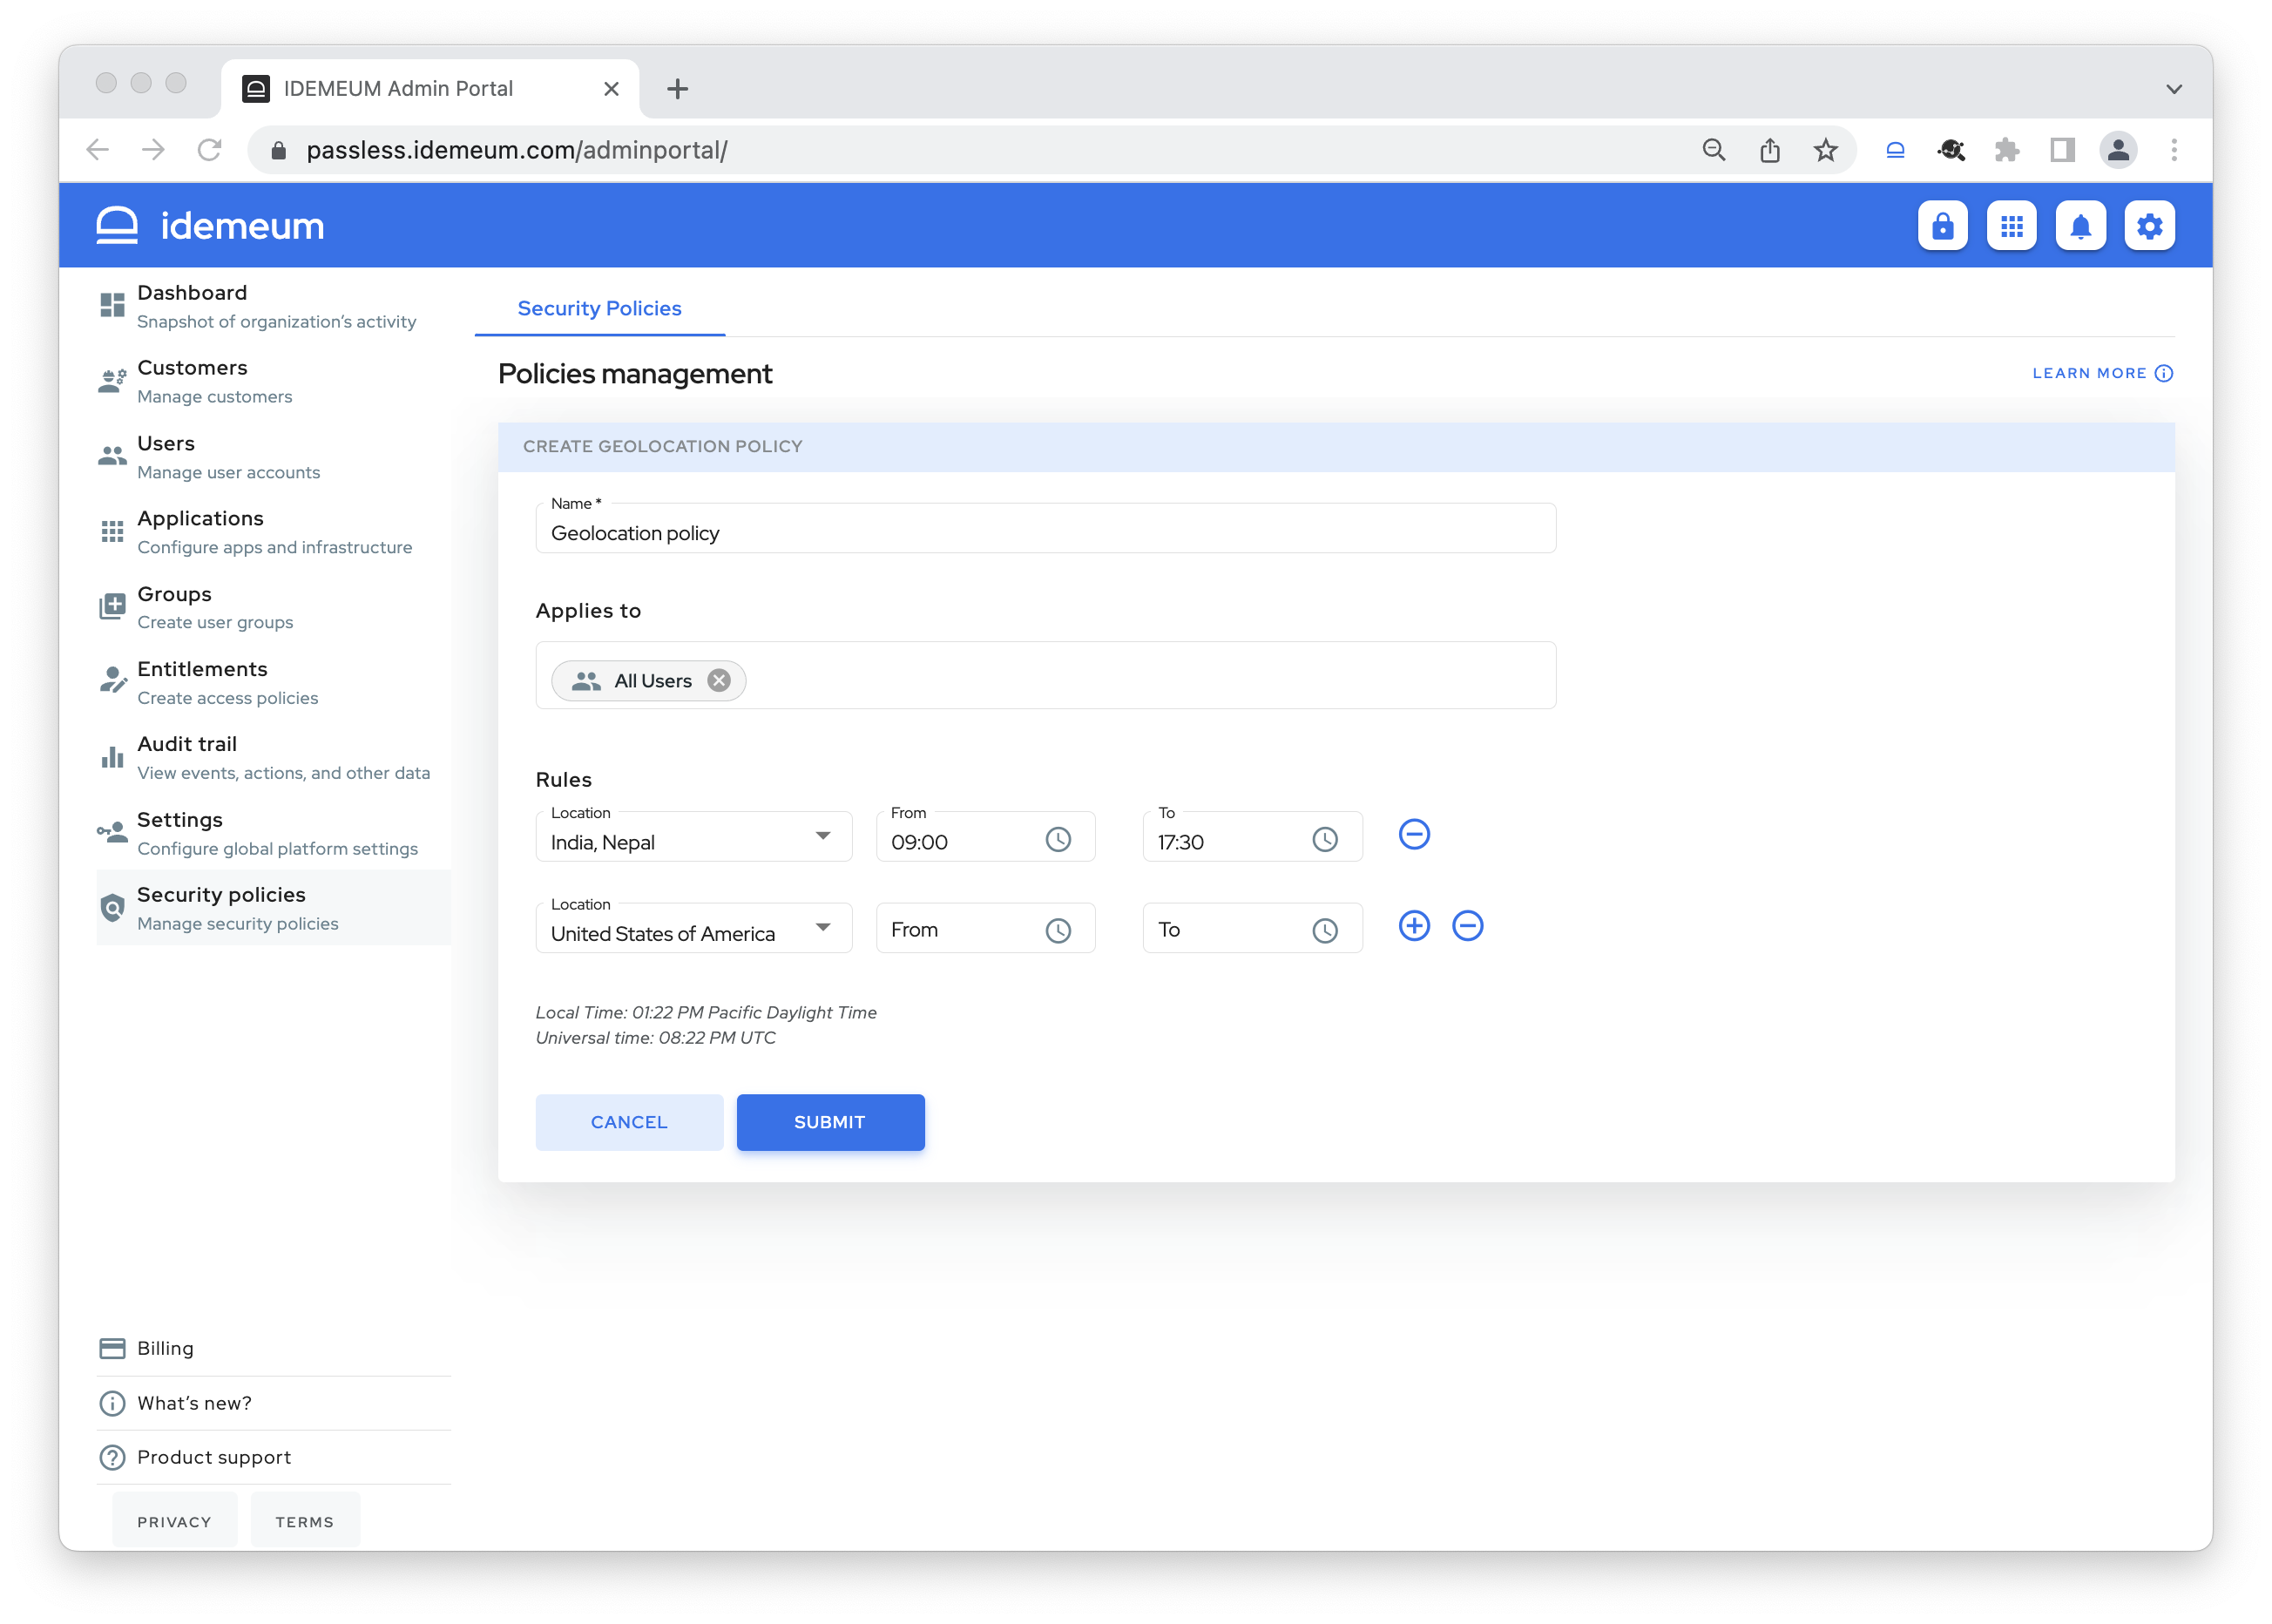 IDEMEUM Admin Portal
passless.idemeum.com/adminportal/
idemeum
Dashboard
Snapshot of organization's activity
Customers
Manage customers
Users
Manage user accounts
Applications
Configure apps and infrastructure
Groups
Create user groups
Entitlements
Create access policies
Audit trail
View events, actions, and other data
Settings
Configure global platform settings
Security policies
Manage security policies
Billing
What's new?
Product support
PRIVACY TERMS
Security Policies
Policies management
LEARN MORE
CREATE GEOLOCATION POLICY
Name *
Geolocation policy
Applies to
All Users
Rules
Location From To
India, Nepal 09:00 17:30
Location
United States of America From To
Local Time: 01:22 PM Pacific Daylight Time
Universal time: 08:22 PM UTC
CANCEL SUBMIT